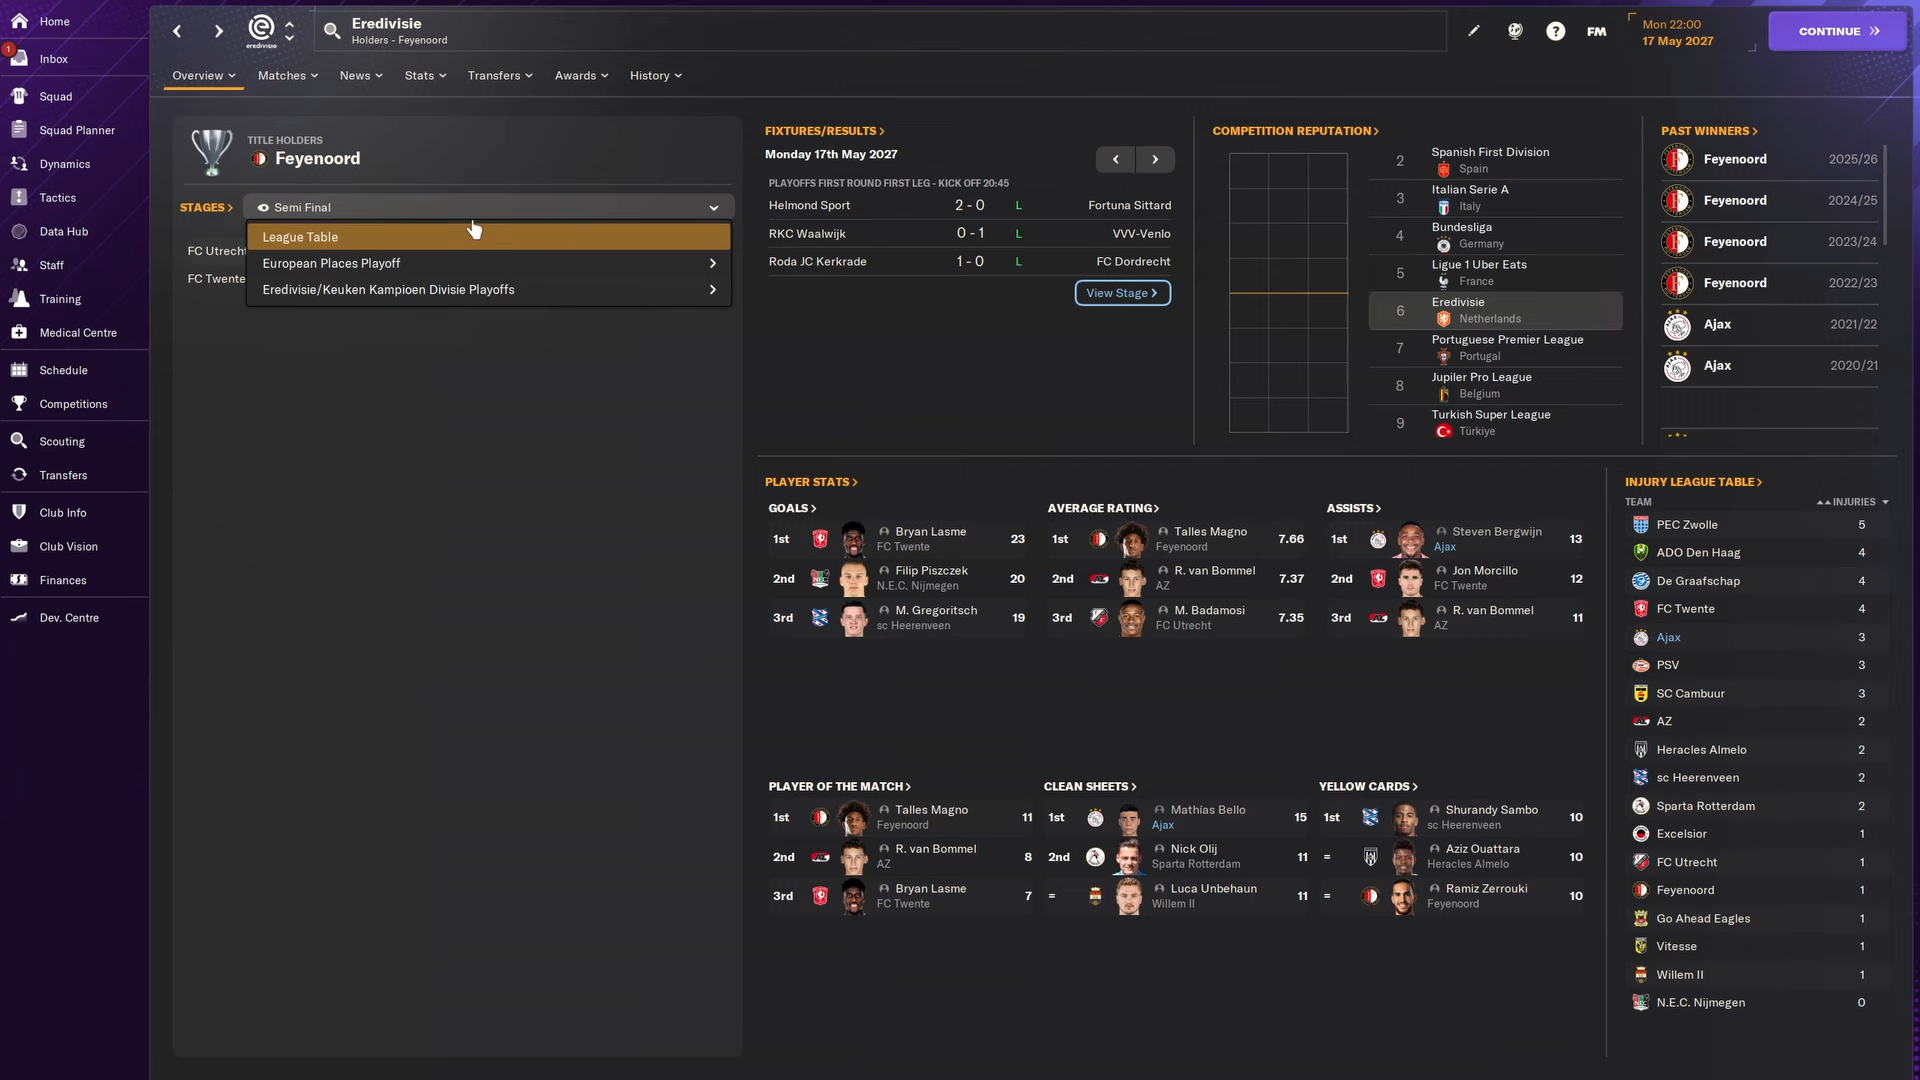 Home
1
Inbox
Squad
Squad Planner
Dynamics
Tactics
Data Hub
Staff
Training
Medical Centre
Schedule
Competitions
Scouting
Transfers
Club Info
Club Vision
Finances
Dev. Centre
eredivisie
Eredivisie
Holders - Feyenoord
FM
Mon 22:00
17 May 2027
CONTINUE
Overview
Matches
News
Stats
Transfers
Awards
History
TITLE HOLDERS
Feyenoord
STAGES
Semi Final
League Table
European Places Playoff
Eredivisie/Keuken Kampioen Divisie Playoffs
FC Utrecht
FC Twente
FIXTURES/RESULTS
Monday 17th May 2027
PLAYOFFS FIRST ROUND FIRST LEG - KICK OFF 20:45
Helmond Sport 2 - 0 L Fortuna Sittard
RKC Waalwijk 0 - 1 L VVV-Venlo
Roda JC Kerkrade 1 - 0 L FC Dordrecht
View Stage
COMPETITION REPUTATION
2 Spanish First Division
Spain
3 Italian Serie A
Italy
4 Bundesliga
Germany
5 Ligue 1 Uber Eats
France
6 Eredivisie
Netherlands
7 Portuguese Premier League
Portugal
8 Jupiler Pro League
Belgium
9 Turkish Super League
Türkiye
PAST WINNERS
Feyenoord 2025/26
Feyenoord 2024/25
Feyenoord 2023/24
Feyenoord 2022/23
Ajax 2021/22
Ajax 2020/21
PLAYER STATS
GOALS
1st Bryan Lasme 23
FC Twente
2nd Filip Piszczek 20
N.E.C. Nijmegen
3rd M. Gregoritsch 19
sc Heerenveen
AVERAGE RATING
1st Talles Magno 7.66
Feyenoord
2nd R. van Bommel 7.37
AZ
3rd M. Badamosi 7.35
FC Utrecht
ASSISTS
1st Steven Bergwijn 13
Ajax
2nd Jon Morcillo 12
FC Twente
3rd R. van Bommel 11
AZ
PLAYER OF THE MATCH
1st Talles Magno 11
Feyenoord
2nd R. van Bommel 8
AZ
3rd Bryan Lasme 7
FC Twente
CLEAN SHEETS
1st Mathías Bello 15
Ajax
2nd Nick Olij 11
Sparta Rotterdam
= Luca Unbehaun 11
Willem II
YELLOW CARDS
1st Shurandy Sambo 10
sc Heerenveen
= Aziz Ouattara 10
Heracles Almelo
= Ramiz Zerrouki 10
Feyenoord
INJURY LEAGUE TABLE
TEAM INJURIES
PEC Zwolle 5
ADO Den Haag 4
De Graafschap 4
FC Twente 4
Ajax 3
PSV 3
SC Cambuur 3
AZ 2
Heracles Almelo 2
sc Heerenveen 2
Sparta Rotterdam 2
Excelsior 1
FC Utrecht 1
Feyenoord 1
Go Ahead Eagles 1
Vitesse 1
Willem II 1
N.E.C. Nijmegen 0